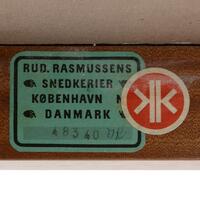 RUD. RASMUSSENS
SNEDKERIER
KØBENHAVN N
DANMARK
48340